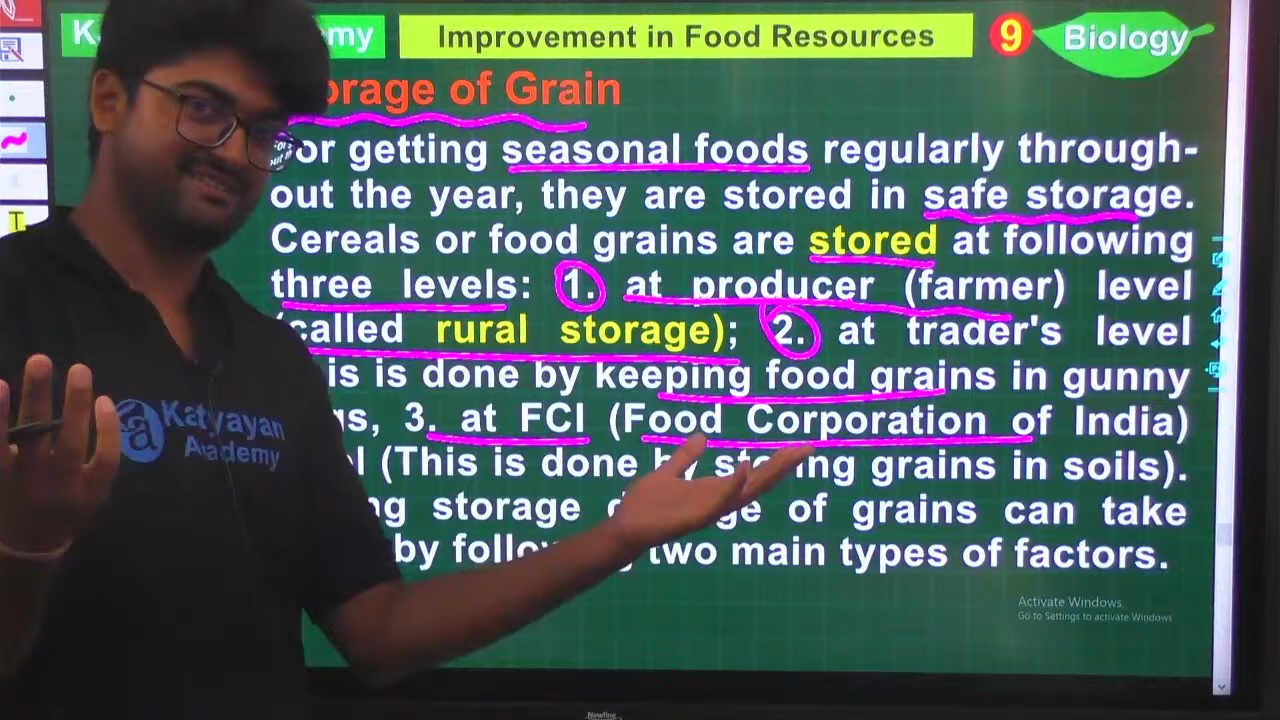 K my
Improvement in Food Resources
9 Biology
orage of Grain
or getting seasonal foods regularly through-
out the year, they are stored in safe storage.
Cereals or food grains are stored at following
three levels: 1. at producer (farmer) level
(called rural storage); 2. at trader's level
is is done by keeping food grains in gunny
gs, 3. at FCI (Food Corporation of India)
l (This is done by storing grains in soils).
ng storage of grains can take
by two main types of factors.
Katyayan
Academy
Activate Windows
Go to Settings to activate Windows
Newline